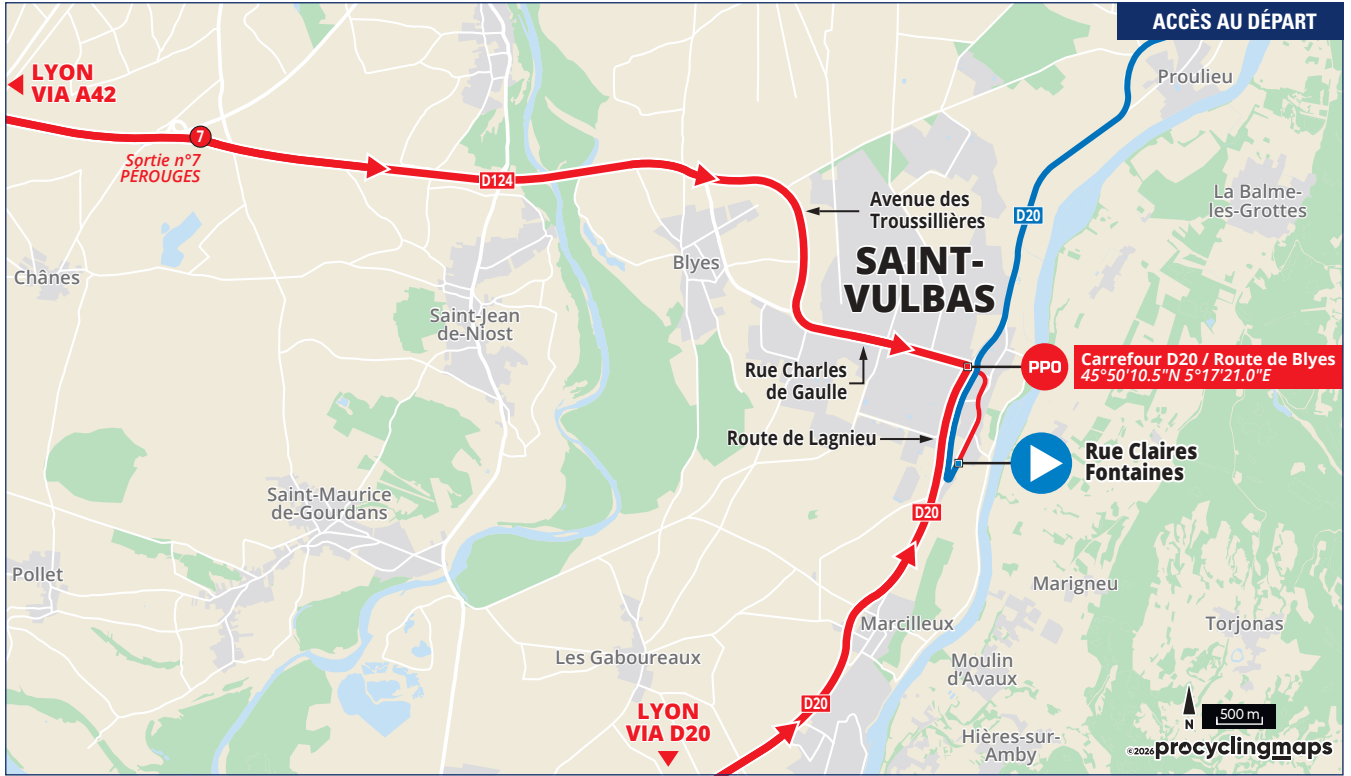 ACCÈS AU DÉPART
LYON
VIA A42
Proulieu
7
Sortie n°7
PÉROUGES
D124
Avenue des
Troussillières
D20
La Balme-
les-Grottes
Chânes
Blyes
SAINT-
VULBAS
Saint-Jean
de-Niost
Rue Charles
de Gaulle
PPO
Carrefour D20 / Route de Blyes
45°50'10.5"N 5°17'21.0"E
Route de Lagnieu
Rue Claires
Fontaines
Saint-Maurice
de-Gourdans
D20
Pollet
Marigneu
Marcilleux
Torjonas
Les Gaboureaux
Moulin
d'Avaux
D20
LYON
VIA D20
N
500 m
Hières-sur-
Amby
©2026 procyclingmaps